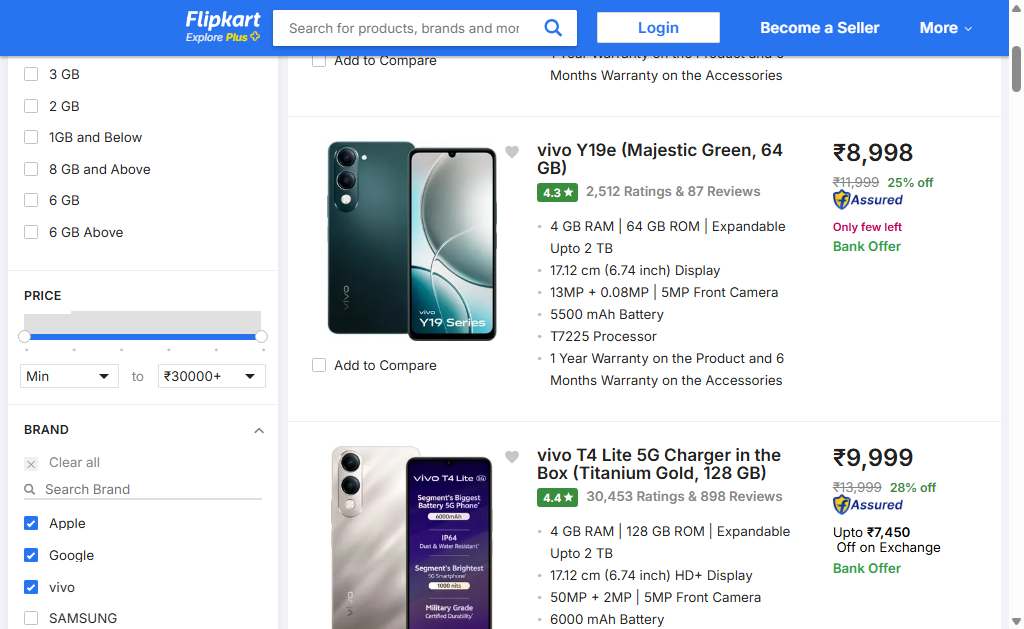 Flipkart
Explore Plus
Search for products, brands and mor
Login
Become a Seller
More
3 GB
2 GB
1GB and Below
8 GB and Above
6 GB
6 GB Above
PRICE
Min
to
₹30000+
BRAND
Clear all
Search Brand
Apple
Google
vivo
SAMSUNG
Add to Compare
1 Year Warranty on the Product and 6
Months Warranty on the Accessories
vivo
vivo
Y19 Series
Add to Compare
vivo Y19e (Majestic Green, 64
GB)
4.3 ★
2,512 Ratings & 87 Reviews
4 GB RAM | 64 GB ROM | Expandable
Upto 2 TB
17.12 cm (6.74 inch) Display
13MP + 0.08MP | 5MP Front Camera
5500 mAh Battery
T7225 Processor
1 Year Warranty on the Product and 6
Months Warranty on the Accessories
₹8,998
₹11,999 25% off
Assured
Only few left
Bank Offer
vivo
vivo T4 Lite 5G
Segment's Biggest
Battery 5G Phone
6000mAh
IP64
Dust & Water Resistant
Segment's Brightest
5G Smartphone
1000 nits
Military Grade
Certified Durability
vivo T4 Lite 5G Charger in the
Box (Titanium Gold, 128 GB)
4.4 ★
30,453 Ratings & 898 Reviews
4 GB RAM | 128 GB ROM | Expandable
Upto 2 TB
17.12 cm (6.74 inch) HD+ Display
50MP + 2MP | 5MP Front Camera
6000 mAh Battery
₹9,999
₹13,999 28% off
Assured
Upto ₹7,450
Off on Exchange
Bank Offer